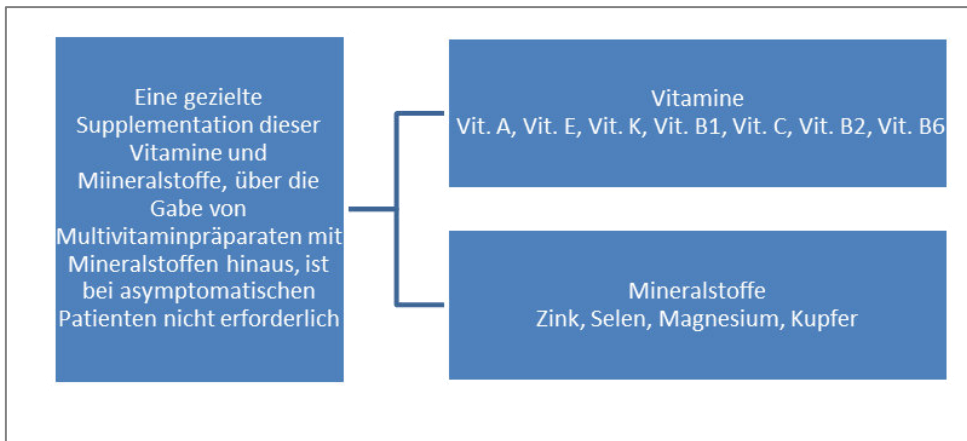 Eine gezielte
Supplementation dieser
Vitamine und
Miineralstoffe, über die
Gabe von
Multivitaminpräparaten mit
Mineralstoffen hinaus, ist
bei asymptomatischen
Patienten nicht erforderlich
Vitamine
Vit. A, Vit. E, Vit. K, Vit. B1, Vit. C, Vit. B2, Vit. B6
Mineralstoffe
Zink, Selen, Magnesium, Kupfer